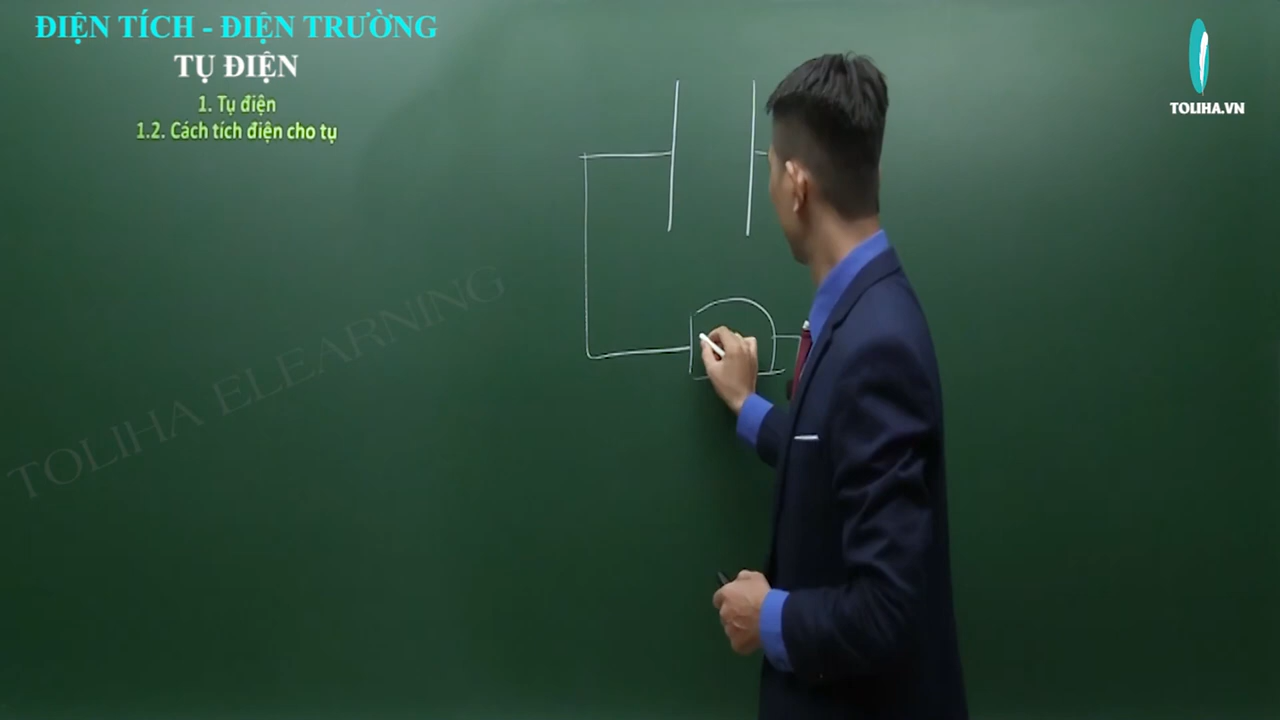 ĐIỆN TÍCH - ĐIỆN TRƯỜNG
TỤ ĐIỆN
1. Tụ điện
1.2. Cách tích điện cho tụ
TOLIHA.VN
TOLIHA ELEARNING